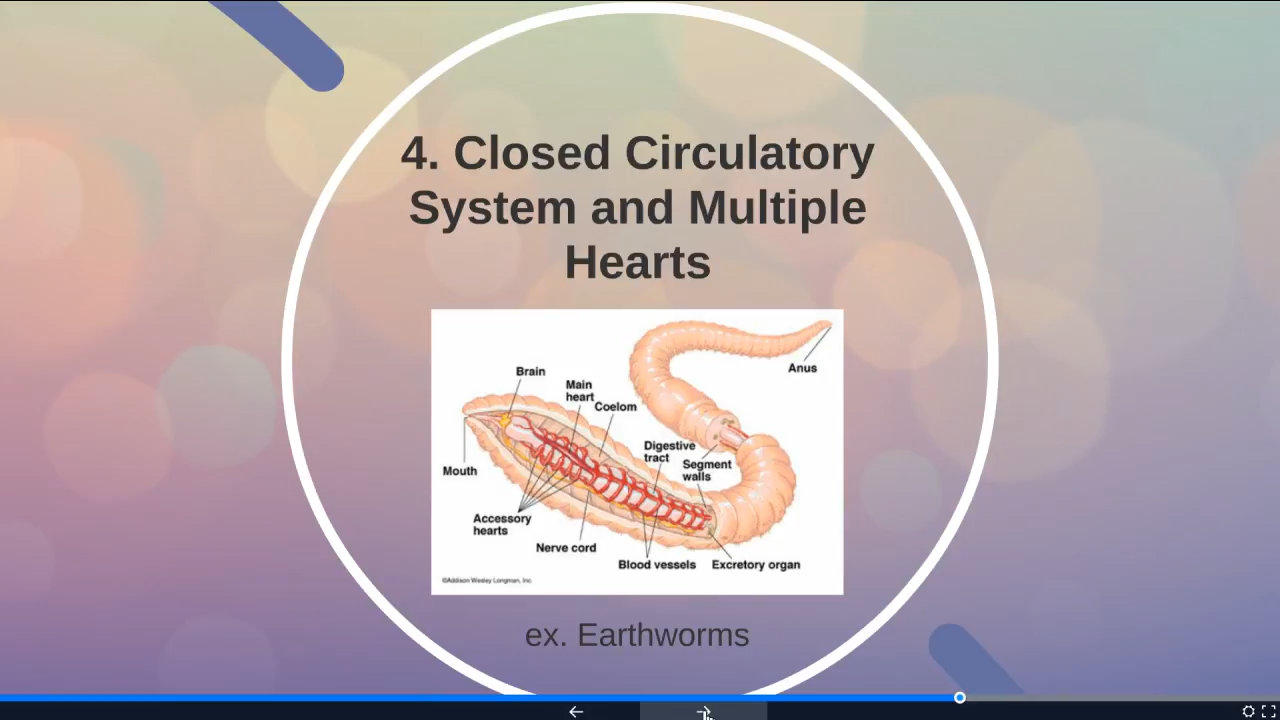 4. Closed Circulatory
System and Multiple
Hearts
Brain
Main
heart
Coelom
Anus
Digestive
tract
Segment
walls
Mouth
Accessory
hearts
Nerve cord
Blood vessels
Excretory organ
©Addison Wesley Longman, Inc.
ex. Earthworms